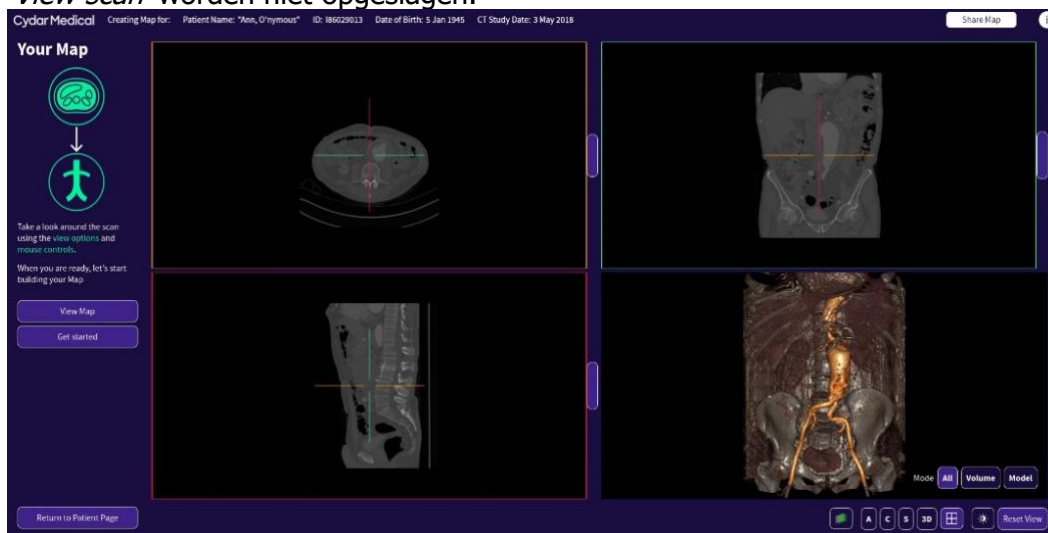 View scan worden niet opgeslagen.
Cydar Medical Creating Map for: Patient Name: "Ann, O'nymous" ID: I86029013 Date of Birth: 5 Jan 1945 CT Study Date: 3 May 2018 Share Map
Your Map
Take a look around the scan
using the view options and
mouse controls.
When you are ready, let's start
building your Map
View Map
Get started
Mode All Volume Model
Return to Patient Page A C S 3D Reset View